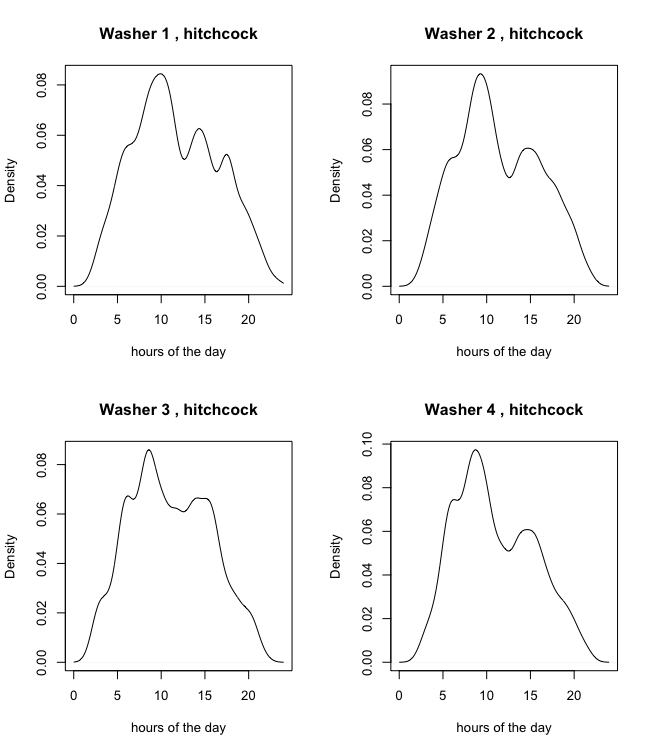 Washer 1 , hitchcock
Density
0.00 0.02 0.04 0.06 0.08
0 5 10 15 20
hours of the day
Washer 2 , hitchcock
Density
0.00 0.02 0.04 0.06 0.08
0 5 10 15 20
hours of the day
Washer 3 , hitchcock
Density
0.00 0.02 0.04 0.06 0.08
0 5 10 15 20
hours of the day
Washer 4 , hitchcock
Density
0.00 0.02 0.04 0.06 0.08 0.10
0 5 10 15 20
hours of the day